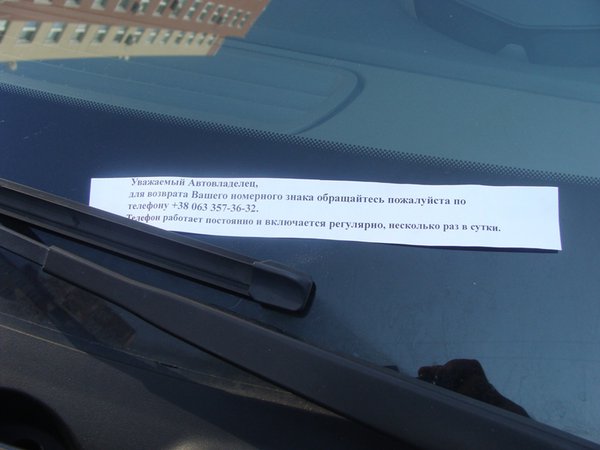 Уважаемый Автовладелец,
для возврата Вашего номерного знака обращайтесь пожалуйста по
телефону +38 063 357-36-32.
Телефон работает постоянно и включается регулярно, несколько раз в сутки.